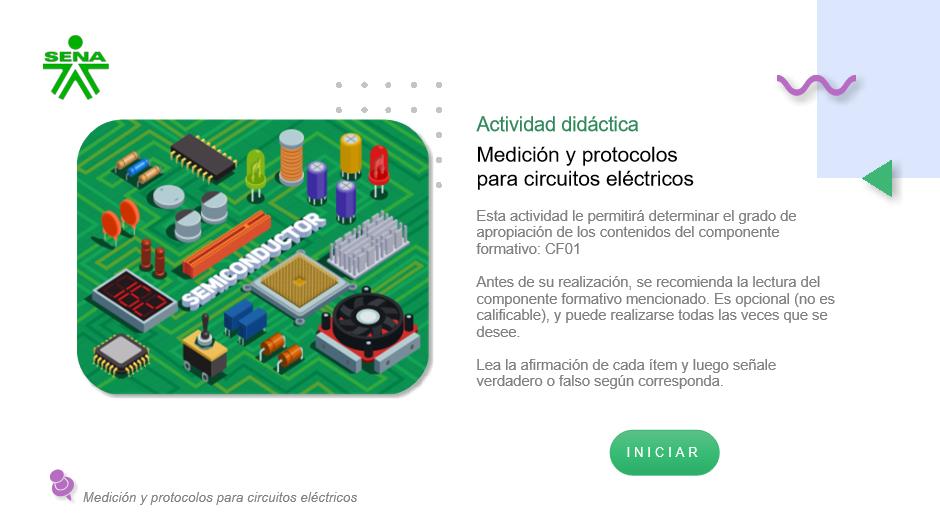 SENA
Actividad didáctica
Medición y protocolos
para circuitos eléctricos
Esta actividad le permitirá determinar el grado de
apropiación de los contenidos del componente
formativo: CF01
Antes de su realización, se recomienda la lectura del
componente formativo mencionado. Es opcional (no es
calificable), y puede realizarse todas las veces que se
desee.
Lea la afirmación de cada ítem y luego señale
verdadero o falso según corresponda.
INICIAR
SEMICONDUCTOR
162
Medición y protocolos para circuitos eléctricos